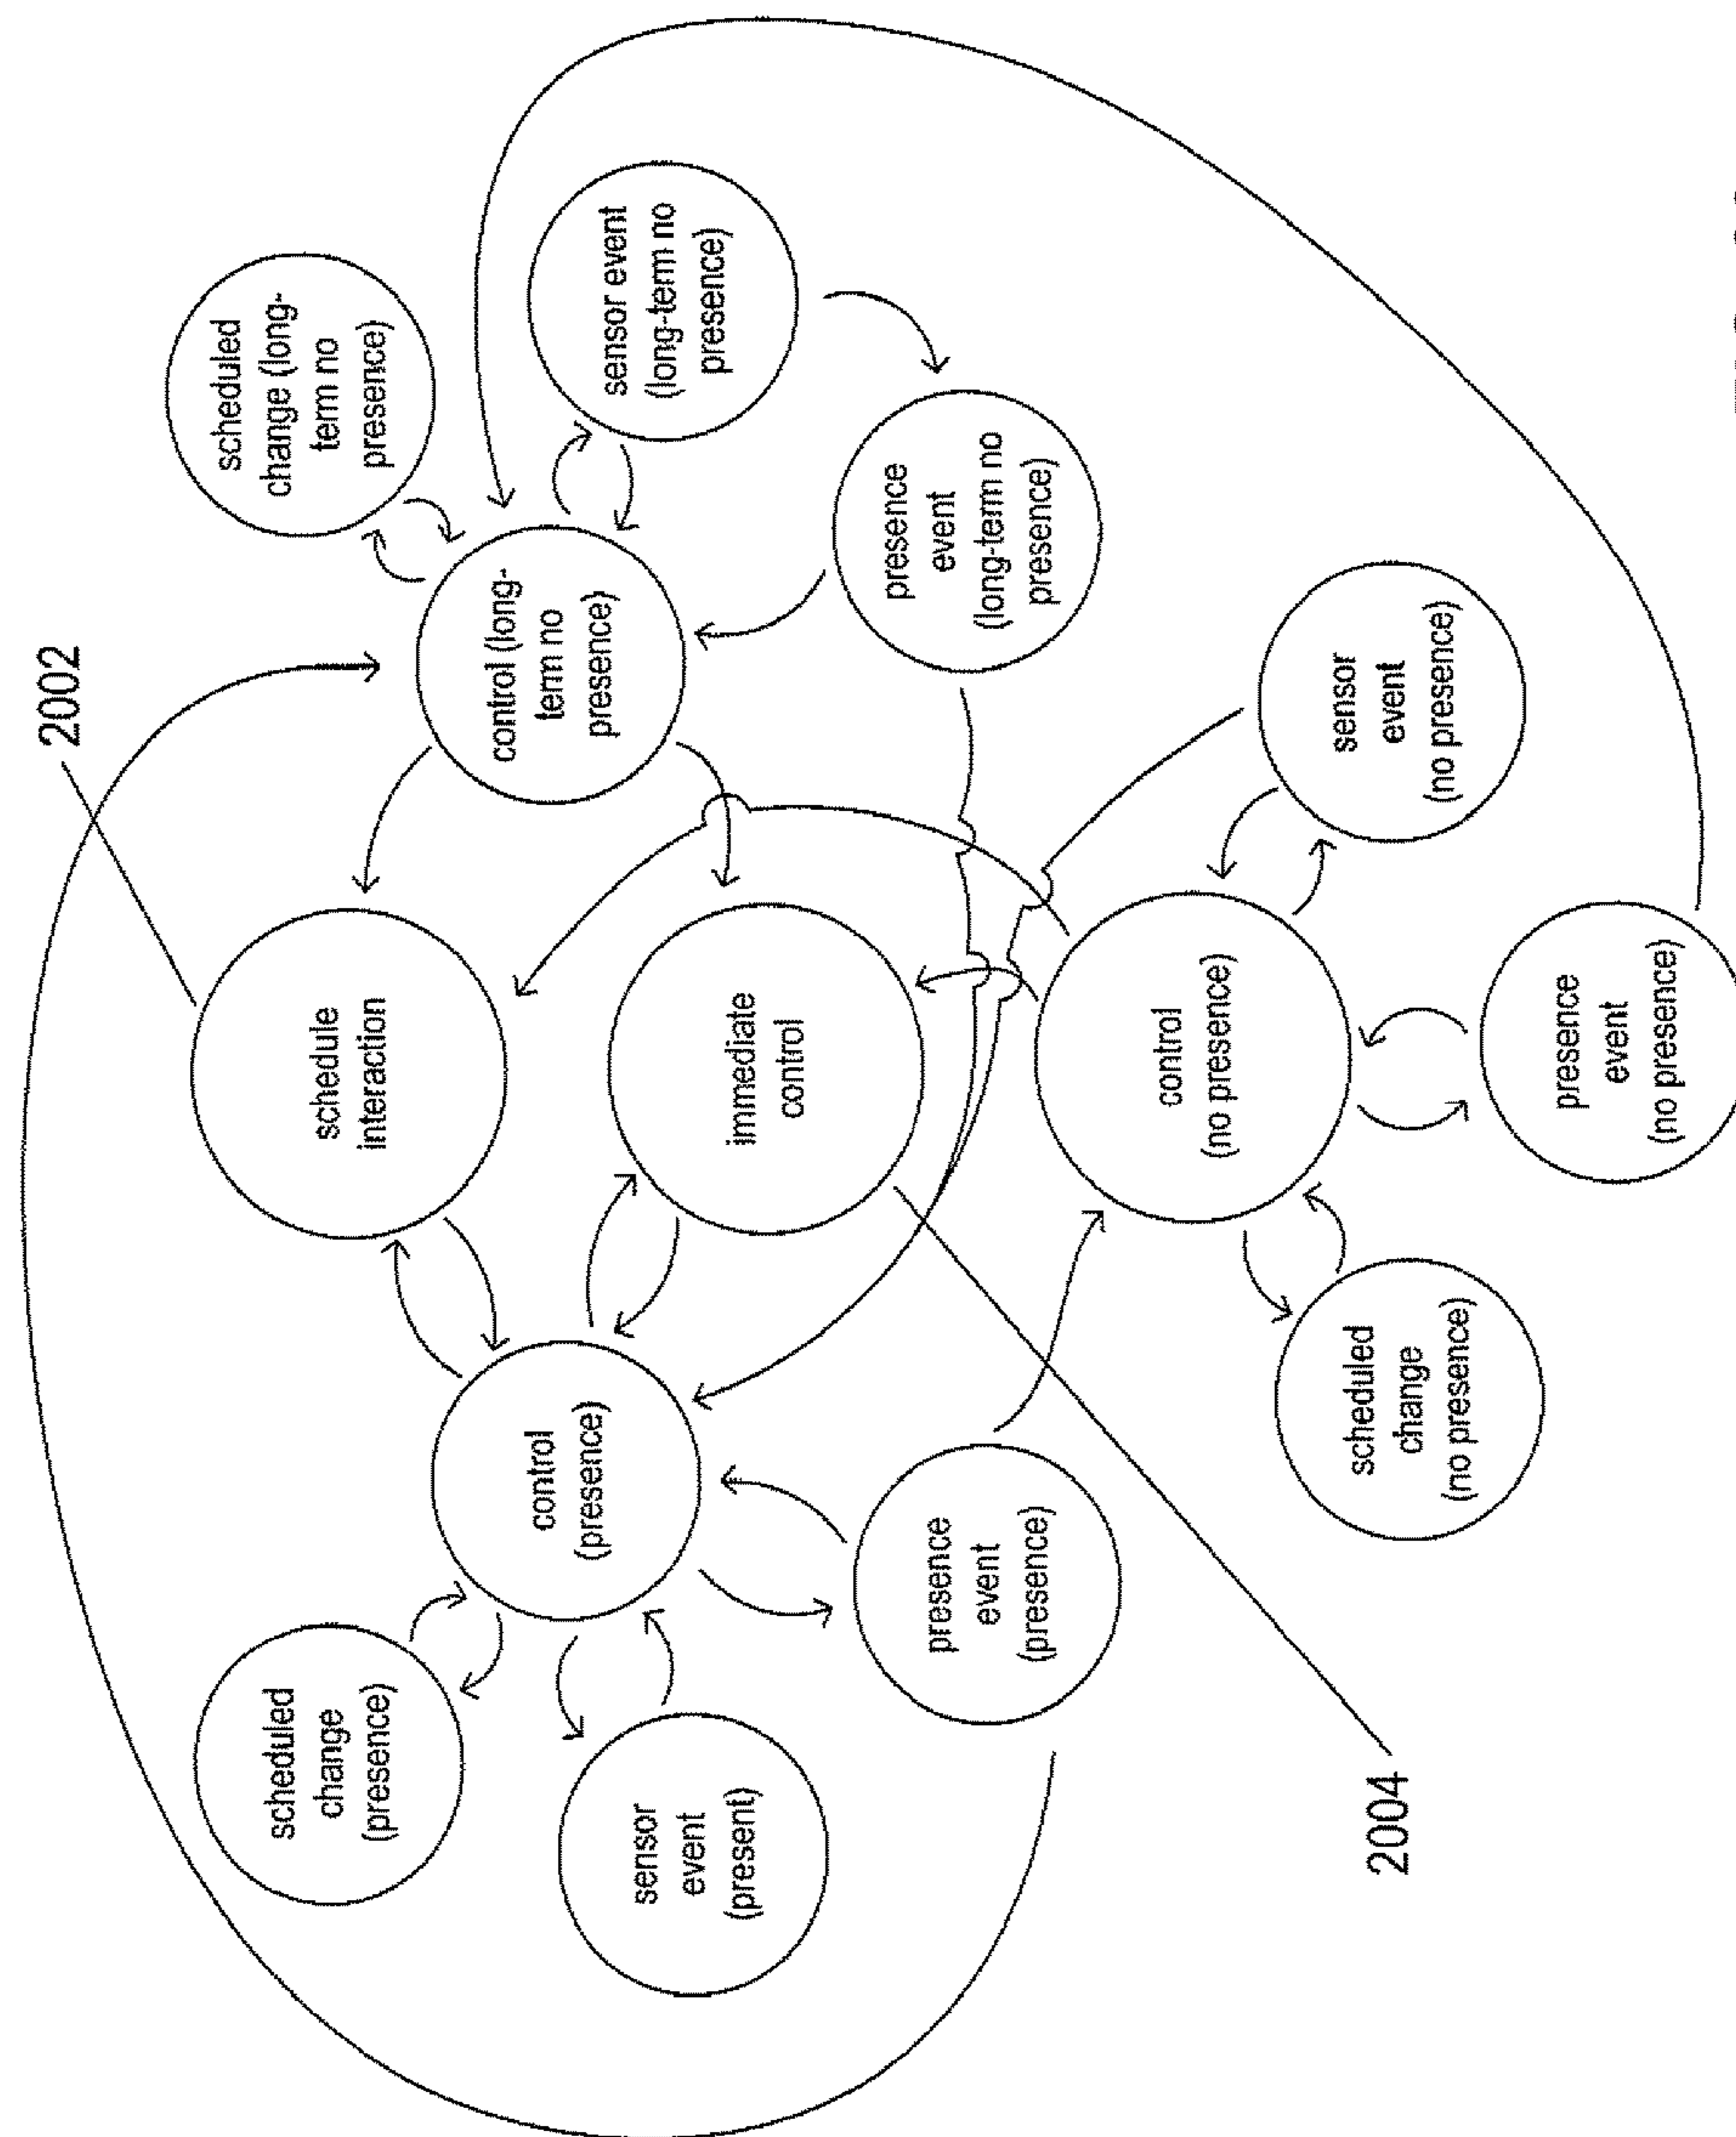 2002
scheduled
change (long-
term no
presence)
sensor event
(long-term no
presence)
control (long-
term no
presence)
presence
event
(long-term no
presence)
schedule
interaction
immediate
control
control
(presence)
scheduled
change
(presence)
sensor
event
(present)
presence
event
(presence)
control
(no presence)
sensor
event
(no presence)
presence
event
(no presence)
scheduled
change
(no presence)
2004